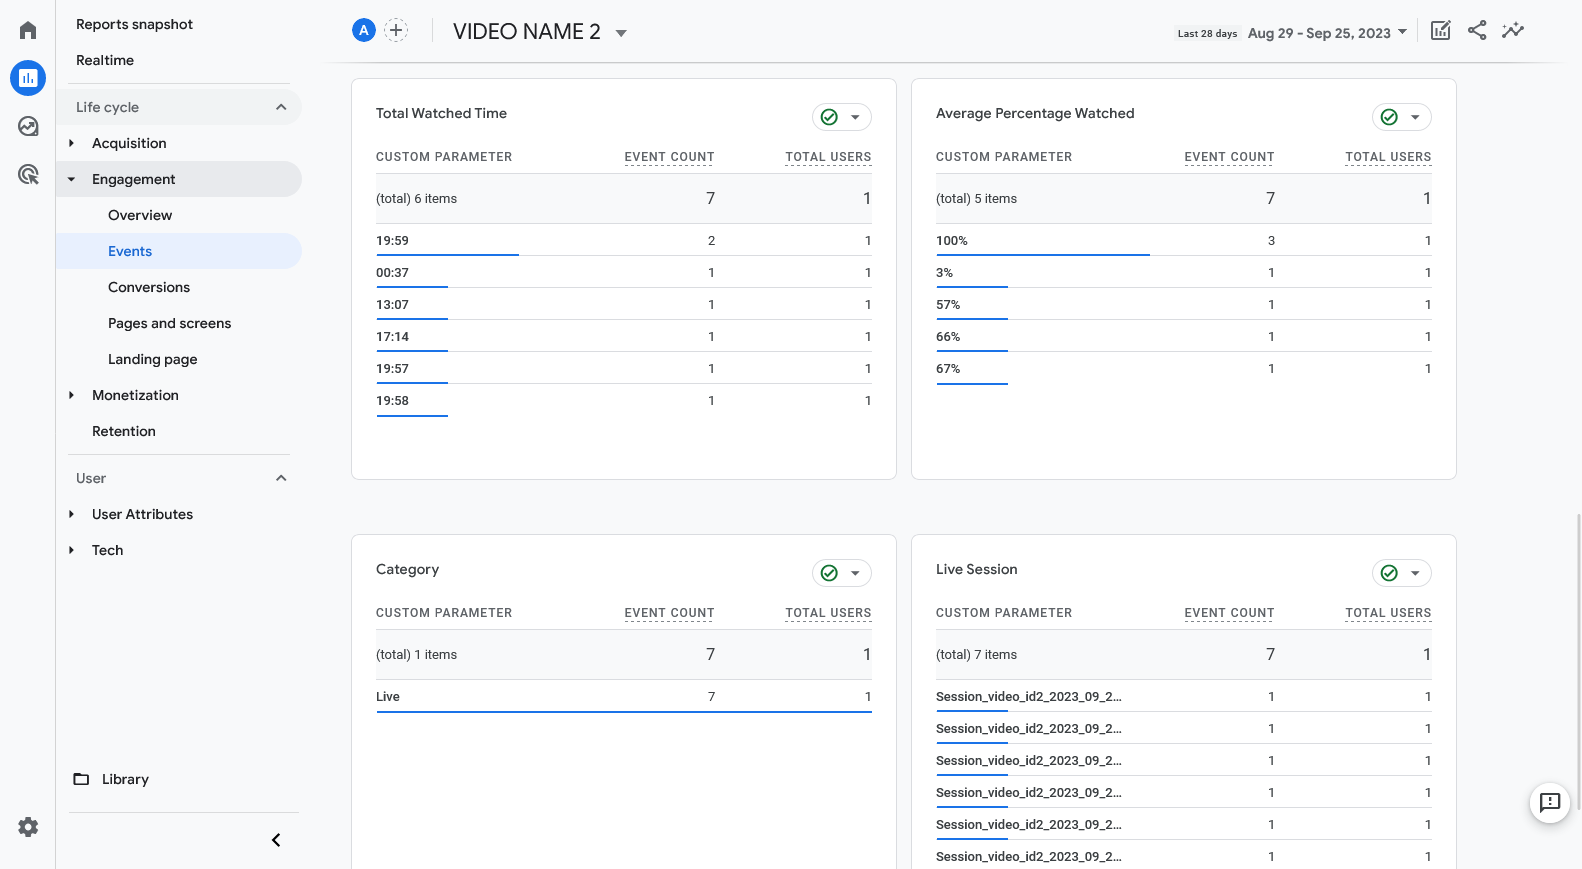 Reports snapshot
Realtime
Life cycle
Acquisition
Engagement
Overview
Events
Conversions
Pages and screens
Landing page
Monetization
Retention
User
User Attributes
Tech
Library
A
VIDEO NAME 2
Last 28 days Aug 29 - Sep 25, 2023
Total Watched Time
CUSTOM PARAMETER EVENT COUNT TOTAL USERS
(total) 6 items 7 1
19:59 2 1
00:37 1 1
13:07 1 1
17:14 1 1
19:57 1 1
19:58 1 1
Average Percentage Watched
CUSTOM PARAMETER EVENT COUNT TOTAL USERS
(total) 5 items 7 1
100% 3 1
3% 1 1
57% 1 1
66% 1 1
67% 1 1
Category
CUSTOM PARAMETER EVENT COUNT TOTAL USERS
(total) 1 items 7 1
Live 7 1
Live Session
CUSTOM PARAMETER EVENT COUNT TOTAL USERS
(total) 7 items 7 1
Session_video_id2_2023_09_2... 1 1
Session_video_id2_2023_09_2... 1 1
Session_video_id2_2023_09_2... 1 1
Session_video_id2_2023_09_2... 1 1
Session_video_id2_2023_09_2... 1 1
Session_video_id2_2023_09_2... 1 1